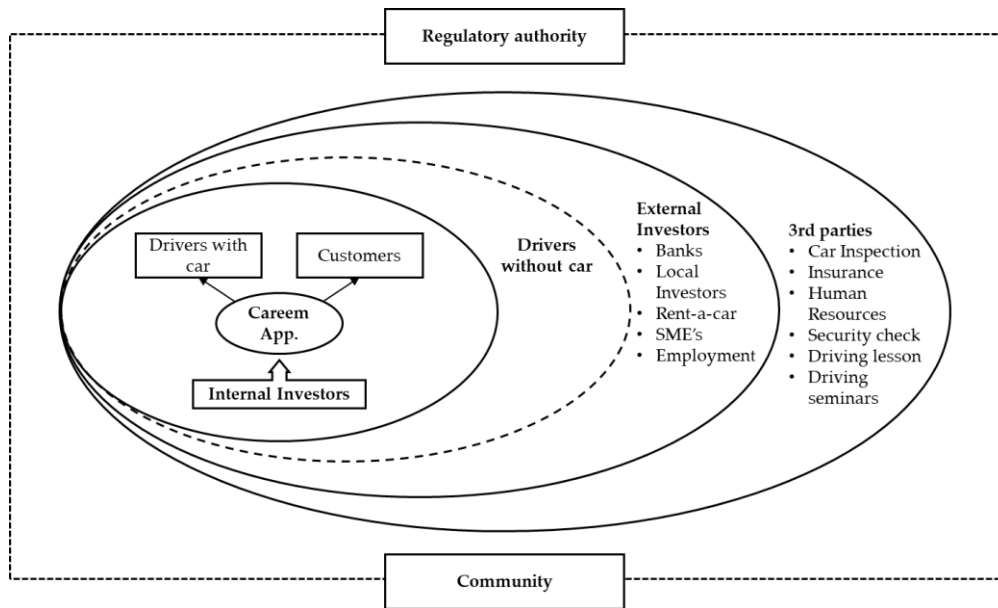 Regulatory authority
Drivers with
car
Customers
Careem
App.
Internal Investors
Drivers
without car
External
Investors
• Banks
• Local
Investors
• Rent-a-car
• SME's
• Employment
3rd parties
• Car Inspection
• Insurance
• Human
Resources
• Security check
• Driving lesson
• Driving
seminars
Community